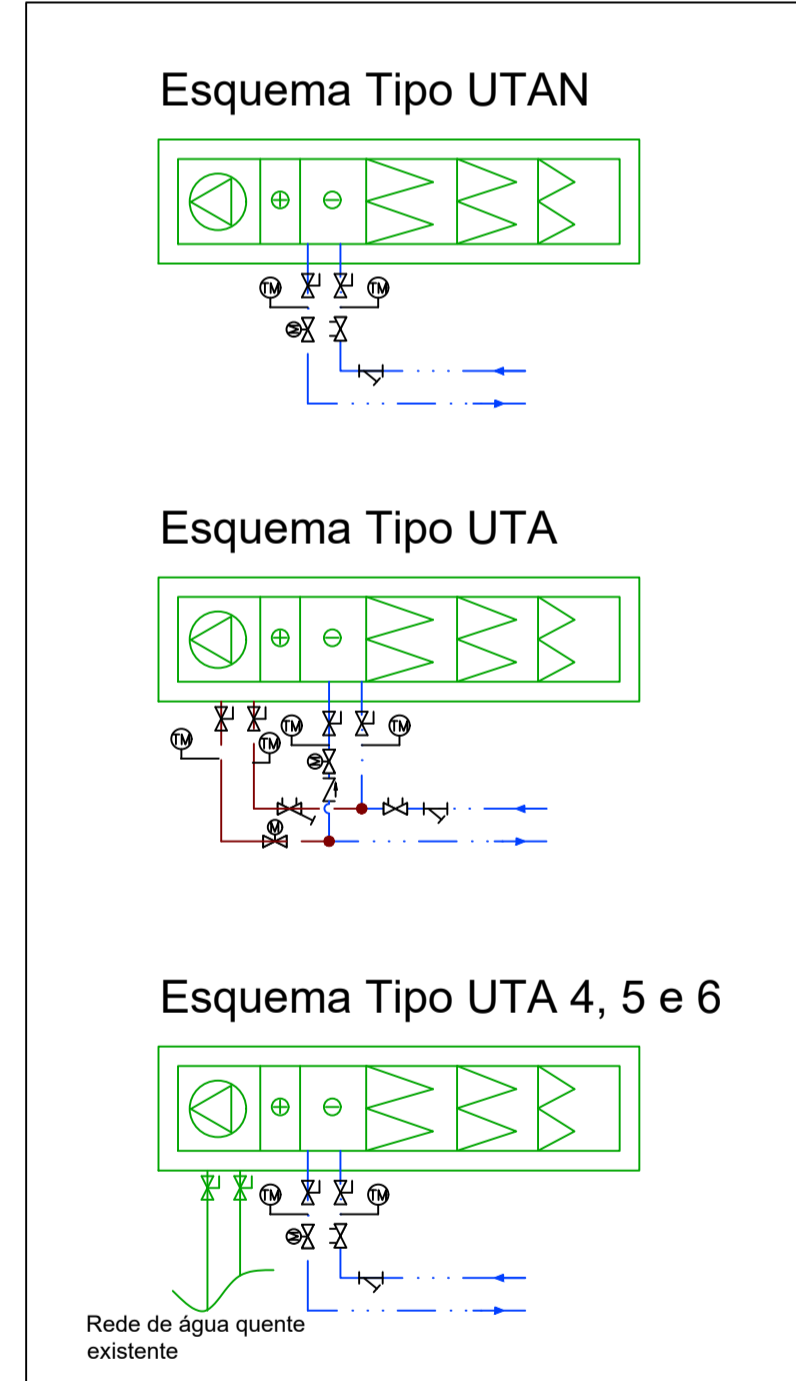 Esquema Tipo UTAN
TM
TM
M
Esquema Tipo UTA
TM
TM
TM
TM
M
M
Esquema Tipo UTA 4, 5 e 6
TM
TM
M
Rede de água quente
existente